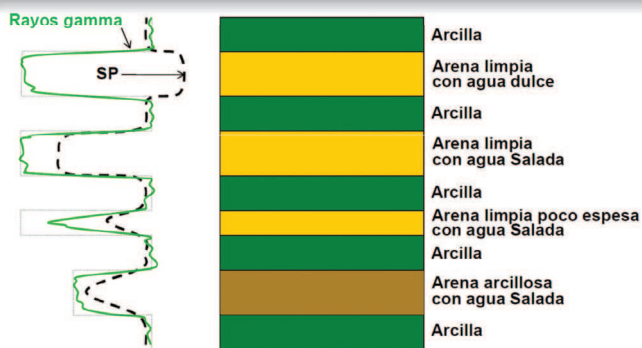 Rayos gamma
SP
Arcilla
Arena limpia
con agua dulce
Arcilla
Arena limpia
con agua Salada
Arcilla
Arena limpia poco espesa
con agua Salada
Arcilla
Arena arcillosa
con agua Salada
Arcilla